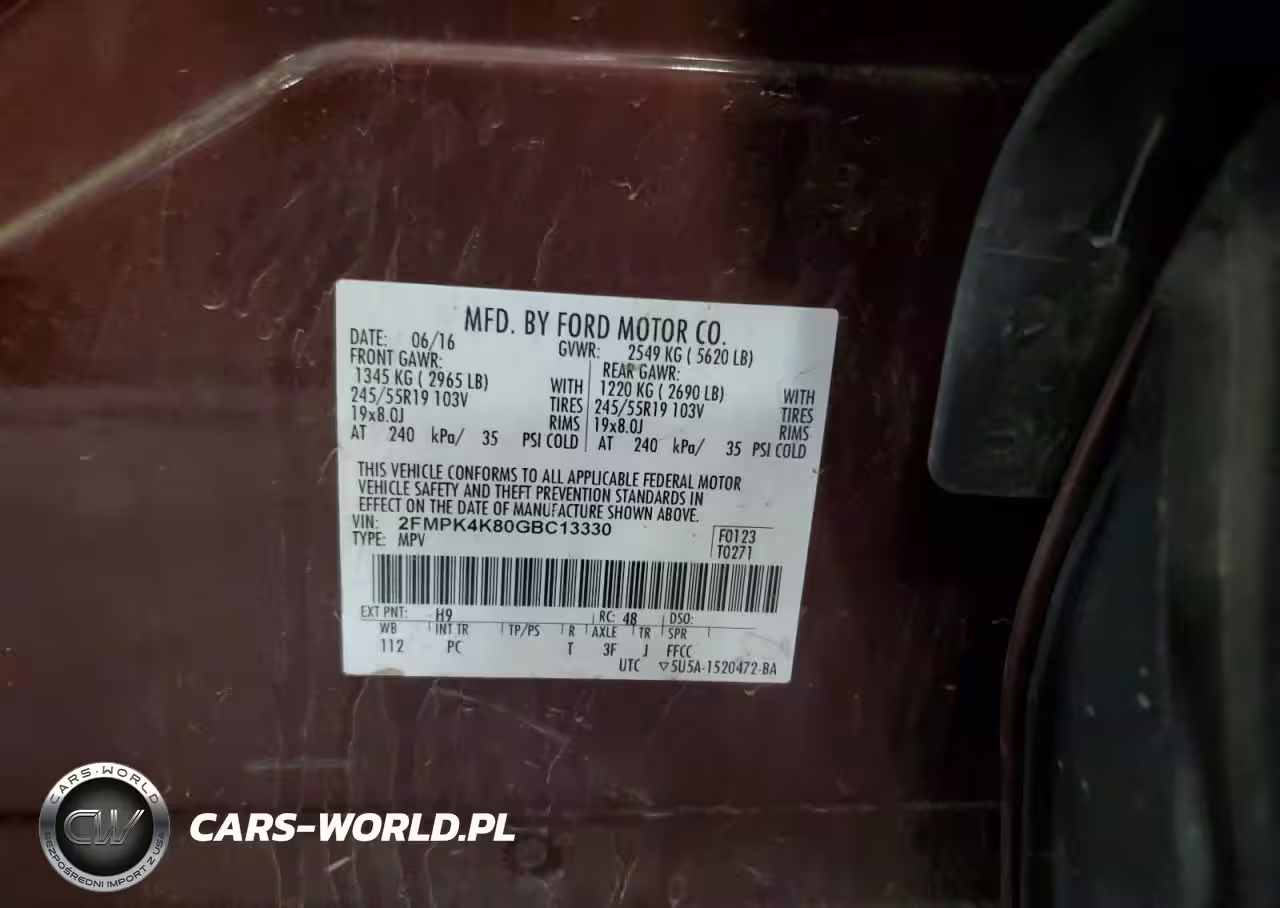 MFD. BY FORD MOTOR CO.
DATE: 06/16 GVWR: 2549 KG ( 5620 LB)
FRONT GAWR: REAR GAWR:
1345 KG ( 2965 LB) WITH 1220 KG ( 2690 LB) WITH
245/55R19 103V TIRES 245/55R19 103V TIRES
19x8.0J RIMS 19x8.0J RIMS
AT 240 kPa/ 35 PSI COLD AT 240 kPa/ 35 PSI COLD
THIS VEHICLE CONFORMS TO ALL APPLICABLE FEDERAL MOTOR
VEHICLE SAFETY AND THEFT PREVENTION STANDARDS IN
EFFECT ON THE DATE OF MANUFACTURE SHOWN ABOVE.
VIN: 2FMPK4K80GBC13330
TYPE: MPV
F0123
T0271
EXT PNT: H9 RC: 48 DSO:
WB INT TR TP/PS R AXLE TR SPR
112 PC T 3F J FFCC
UTC 5U5A-1520472-BA
CARS-WORLD
CW
BEZPOŚREDNI IMPORT Z USA
CARS-WORLD.PL